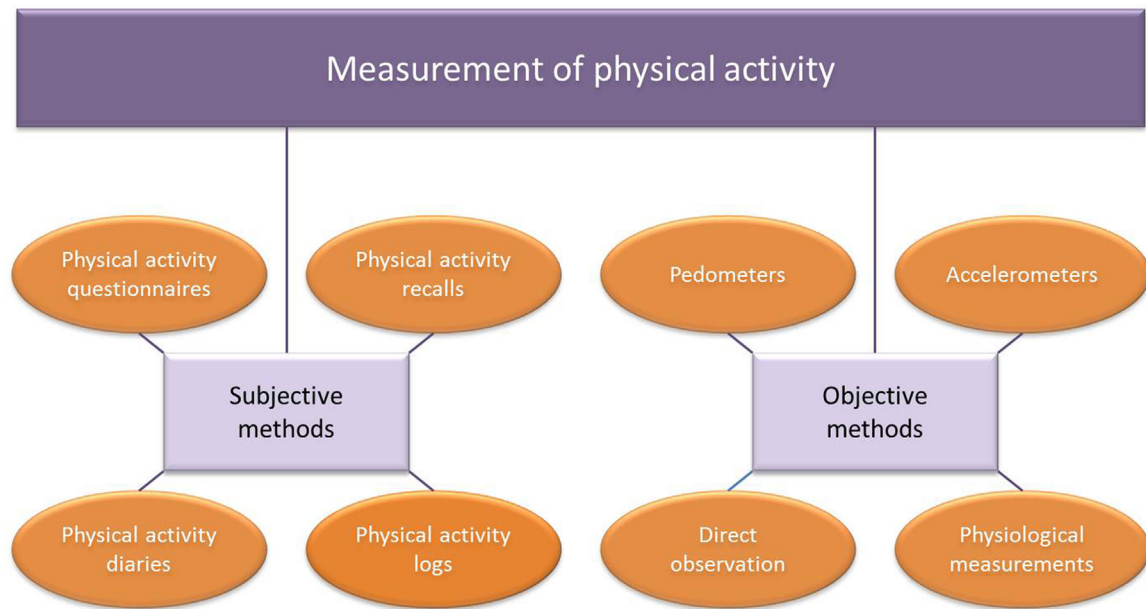 Measurement of physical activity
Physical activity
questionnaires
Physical activity
recalls
Pedometers
Accelerometers
Subjective
methods
Objective
methods
Physical activity
diaries
Physical activity
logs
Direct
observation
Physiological
measurements